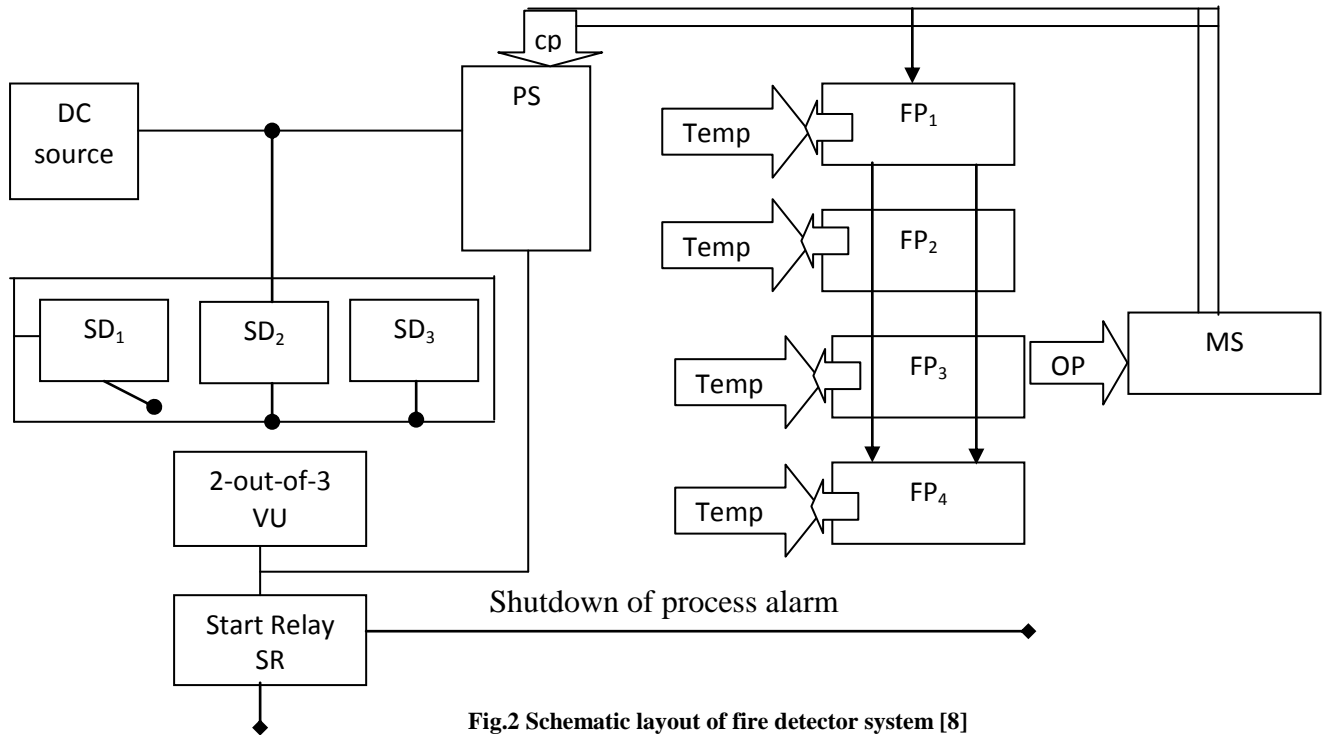 cp
PS
DC
source
SD₁
SD₂
SD₃
2-out-of-3
VU
Start Relay
SR
Shutdown of process alarm
Temp
FP₁
Temp
FP₂
Temp
FP₃
OP
MS
Temp
FP₄
Fig.2 Schematic layout of fire detector system [8]